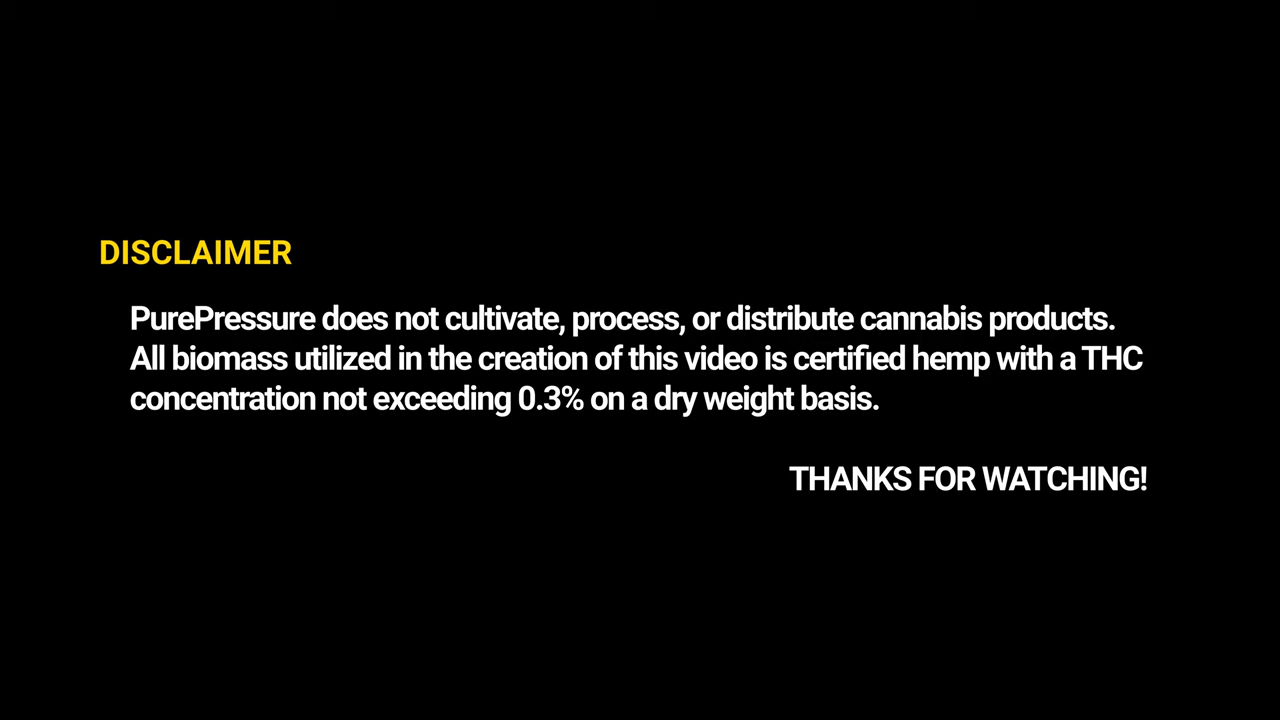 DISCLAIMER
PurePressure does not cultivate, process, or distribute cannabis products.
All biomass utilized in the creation of this video is certified hemp with a THC
concentration not exceeding 0.3% on a dry weight basis.
THANKS FOR WATCHING!